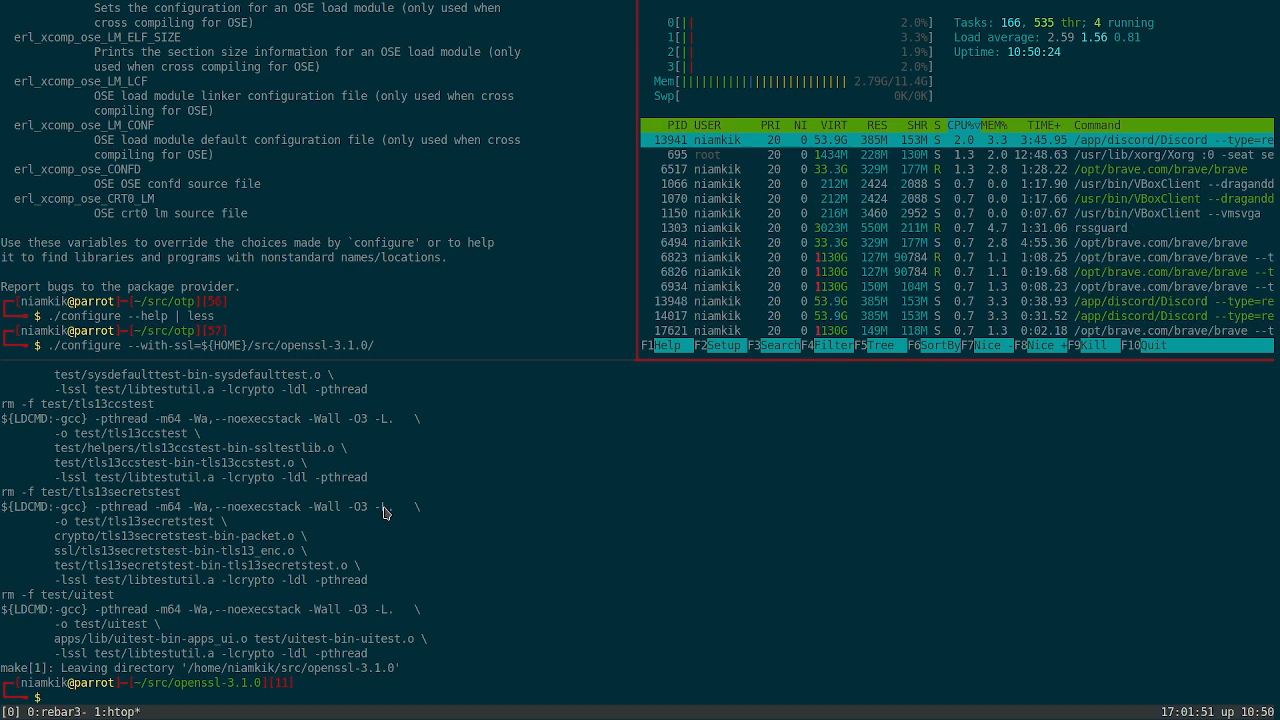 Sets the configuration for an OSE load module (only used when
cross compiling for OSE)
erl_xcomp_ose_LM_ELF_SIZE
Prints the section size information for an OSE load module (only
used when cross compiling for OSE)
erl_xcomp_ose_LM_LCF
OSE load module linker configuration file (only used when cross
compiling for OSE)
erl_xcomp_ose_LM_CONF
OSE load module default configuration file (only used when cross
compiling for OSE)
erl_xcomp_ose_CONFD
OSE OSE confd source file
erl_xcomp_ose_CRT0_LM
OSE crt0 lm source file
Use these variables to override the choices made by `configure' or to help
it to find libraries and programs with nonstandard names/locations.
Report bugs to the package provider.
[niamkik@parrot]─[~/src/otp][56]
$ ./configure --help | less
[niamkik@parrot]─[~/src/otp][57]
$ ./configure --with-ssl=${HOME}/src/openssl-3.1.0/
0[|| 2.0%]
1[|| 3.3%]
2[|| 1.9%]
3[|| 2.0%]
Mem[||||||||||||||||||||||||| 2.79G/11.4G]
Swp[ 0K/0K]
Tasks: 166, 535 thr; 4 running
Load average: 2.59 1.56 0.81
Uptime: 10:50:24
PID USER PRI NI VIRT RES SHR S CPU%▽MEM% TIME+ Command
13941 niamkik 20 0 53.9G 385M 153M S 2.0 3.3 3:45.95 /app/discord/Discord --type=re
695 root 20 0 1434M 228M 130M S 1.3 2.0 12:48.63 /usr/lib/xorg/Xorg :0 -seat se
6517 niamkik 20 0 33.3G 329M 177M R 1.3 2.8 1:28.22 /opt/brave.com/brave/brave
1066 niamkik 20 0 212M 2424 2088 S 0.7 0.0 1:17.90 /usr/bin/VBoxClient --dragandd
1070 niamkik 20 0 212M 2424 2088 S 0.7 0.0 1:17.66 /usr/bin/VBoxClient --dragandd
1150 niamkik 20 0 216M 3460 2952 S 0.7 0.0 0:07.67 /usr/bin/VBoxClient --vmsvga
1303 niamkik 20 0 3023M 550M 211M R 0.7 4.7 1:31.06 rssguard
6494 niamkik 20 0 33.3G 329M 177M S 0.7 2.8 4:55.36 /opt/brave.com/brave/brave
6823 niamkik 20 0 1130G 127M 90784 R 0.7 1.1 1:08.25 /opt/brave.com/brave/brave --t
6826 niamkik 20 0 1130G 127M 90784 R 0.7 1.1 0:19.68 /opt/brave.com/brave/brave --t
6934 niamkik 20 0 1130G 150M 104M S 0.7 1.3 0:08.23 /opt/brave.com/brave/brave --t
13948 niamkik 20 0 53.9G 385M 153M S 0.7 3.3 0:38.93 /app/discord/Discord --type=re
14017 niamkik 20 0 53.9G 385M 153M S 0.7 3.3 0:31.52 /app/discord/Discord --type=re
17621 niamkik 20 0 1130G 149M 118M S 0.7 1.3 0:02.18 /opt/brave.com/brave/brave --t
F1Help F2Setup F3SearchF4FilterF5Tree F6SortByF7Nice -F8Nice +F9Kill F10Quit
test/sysdefaulttest-bin-sysdefaulttest.o \
-lssl test/libtestutil.a -lcrypto -ldl -pthread
rm -f test/tls13ccstest
${LDCMD:-gcc} -pthread -m64 -Wa,--noexecstack -Wall -O3 -L. \
-o test/tls13ccstest \
test/helpers/tls13ccstest-bin-ssltestlib.o \
test/tls13ccstest-bin-tls13ccstest.o \
-lssl test/libtestutil.a -lcrypto -ldl -pthread
rm -f test/tls13secretstest
${LDCMD:-gcc} -pthread -m64 -Wa,--noexecstack -Wall -O3 -L. \
-o test/tls13secretstest \
crypto/tls13secretstest-bin-packet.o \
ssl/tls13secretstest-bin-tls13_enc.o \
test/tls13secretstest-bin-tls13secretstest.o \
-lssl test/libtestutil.a -lcrypto -ldl -pthread
rm -f test/uitest
${LDCMD:-gcc} -pthread -m64 -Wa,--noexecstack -Wall -O3 -L. \
-o test/uitest \
apps/lib/uitest-bin-apps_ui.o test/uitest-bin-uitest.o \
-lssl test/libtestutil.a -lcrypto -ldl -pthread
make[1]: Leaving directory '/home/niamkik/src/openssl-3.1.0'
[niamkik@parrot]─[~/src/openssl-3.1.0][11]
$
[0] 0:rebar3- 1:htop* 17:01:51 up 10:50